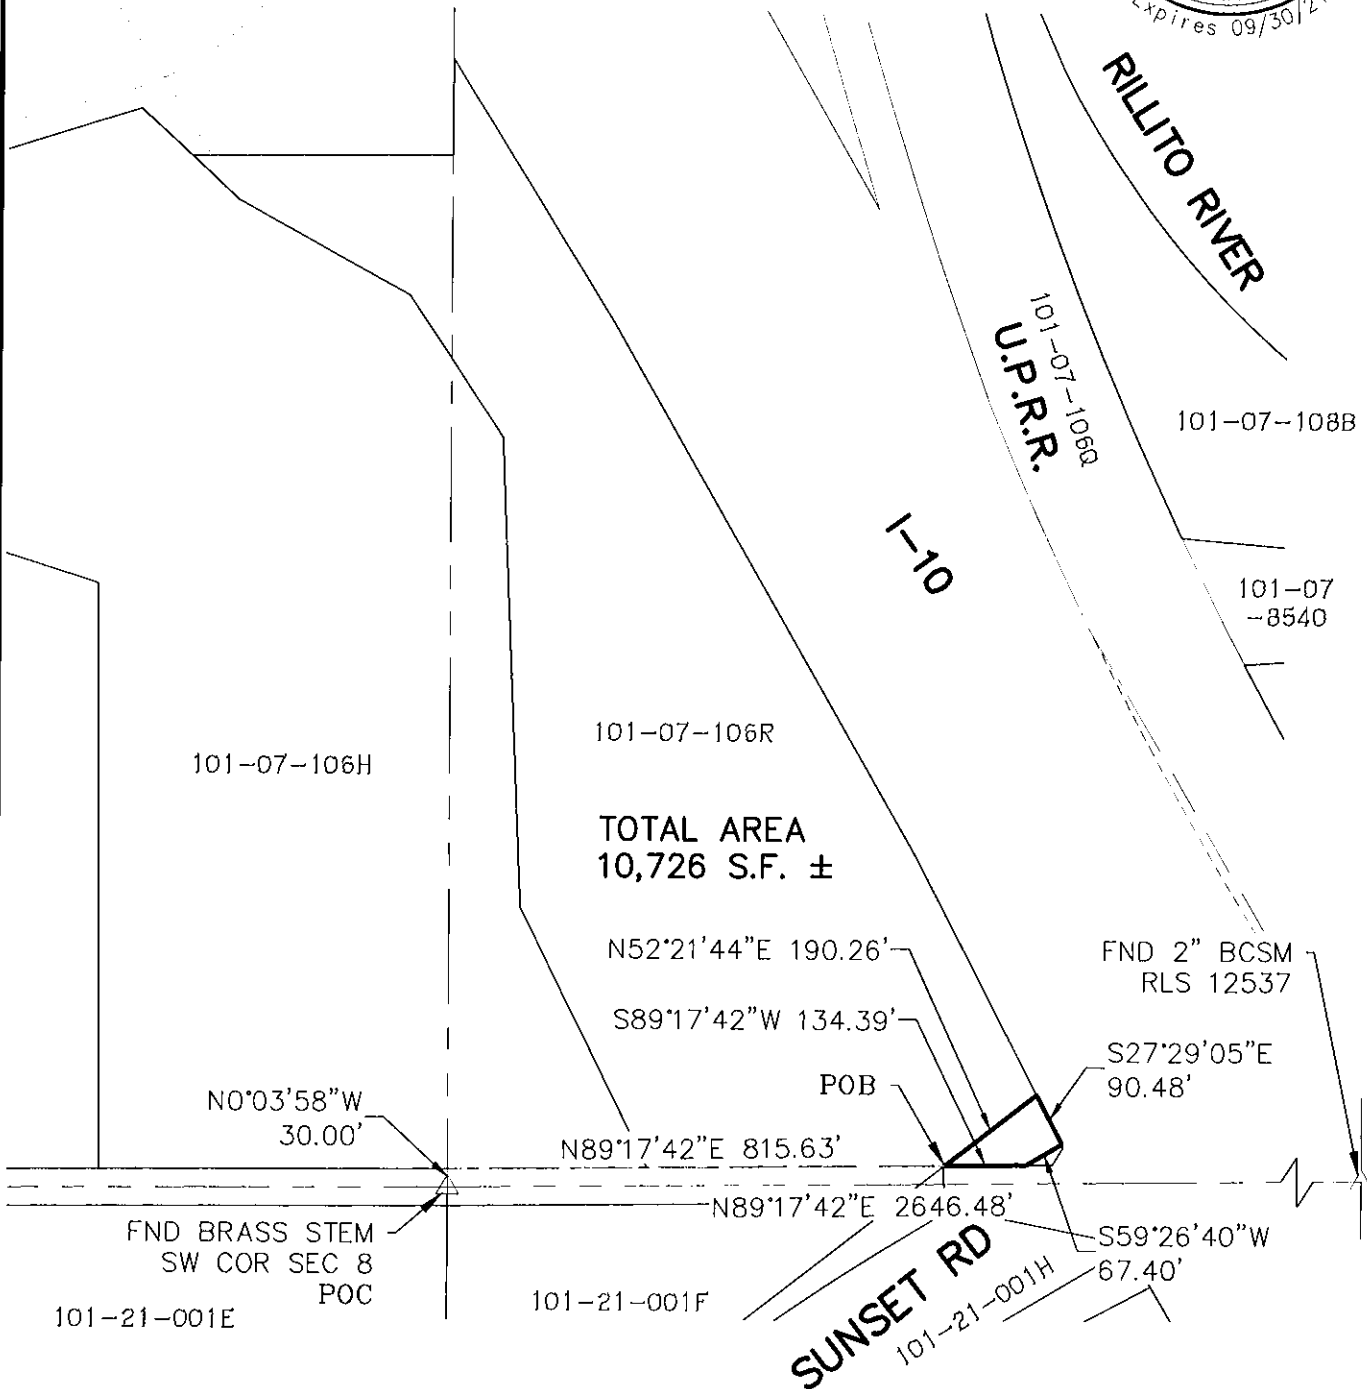 Expires 09/30/2
RILLITO RIVER
101-07-106Q
U.P.R.R.
101-07-108B
I-10
101-07
-8540
101-07-106R
101-07-106H
TOTAL AREA
10,726 S.F. ±
N52°21'44"E 190.26'
FND 2" BCSM
RLS 12537
S89°17'42"W 134.39'
S27°29'05"E
90.48'
POB
N0°03'58"W
30.00'
N89°17'42"E 815.63'
N89°17'42"E 2646.48'
FND BRASS STEM
SW COR SEC 8
POC
S59°26'40"W
67.40'
SUNSET RD
101-21-001H
101-21-001F
101-21-001E